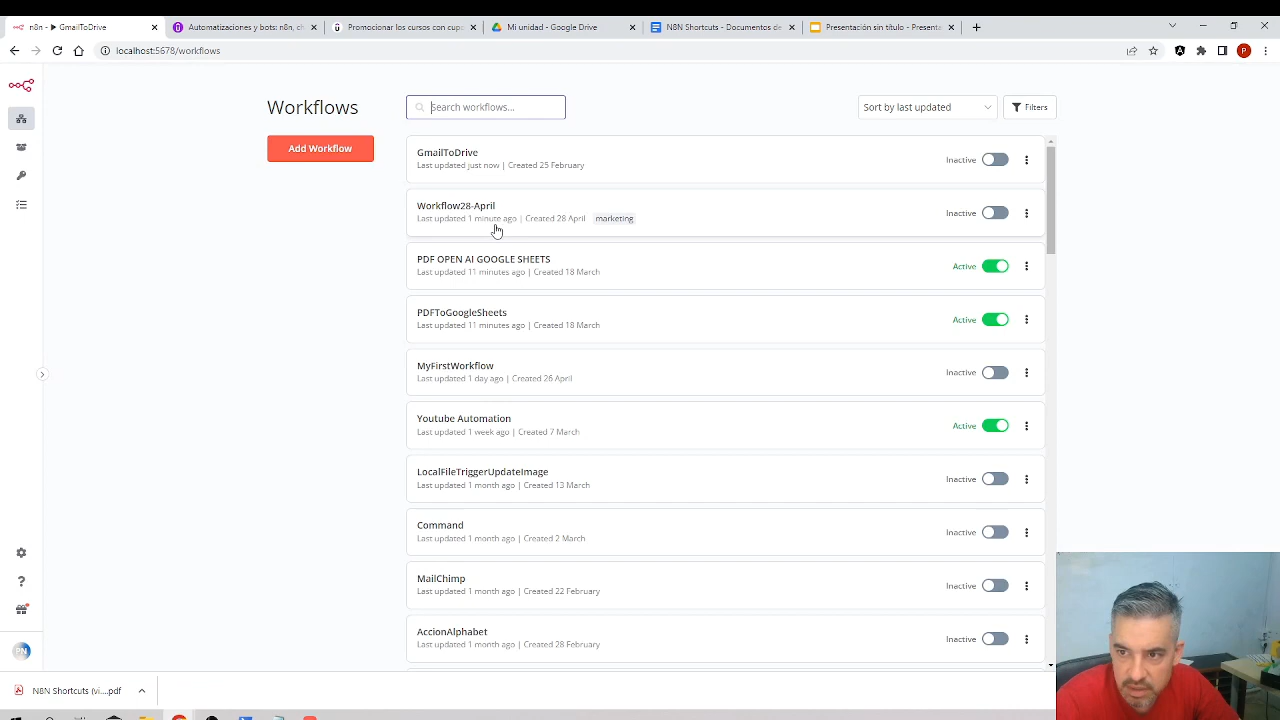 n8n - ▶ GmailToDrive
Automatizaciones y bots: n8n, ch
Promocionar los cursos con cupo
Mi unidad - Google Drive
N8N Shortcuts - Documentos de
Presentación sin título - Presenta
localhost:5678/workflows
P
Workflows
Search workflows...
Sort by last updated
Filters
Add Workflow
GmailToDrive
Last updated just now | Created 25 February
Inactive
Workflow28-April
Last updated 1 minute ago | Created 28 April
marketing
Inactive
PDF OPEN AI GOOGLE SHEETS
Last updated 11 minutes ago | Created 18 March
Active
PDFToGoogleSheets
Last updated 11 minutes ago | Created 18 March
Active
MyFirstWorkflow
Last updated 1 day ago | Created 26 April
Inactive
Youtube Automation
Last updated 1 week ago | Created 7 March
Active
LocalFileTriggerUpdateImage
Last updated 1 month ago | Created 13 March
Inactive
Command
Last updated 1 month ago | Created 2 March
Inactive
MailChimp
Last updated 1 month ago | Created 22 February
Inactive
AccionAlphabet
Last updated 1 month ago | Created 28 February
Inactive
PN
N8N Shortcuts (vi....pdf